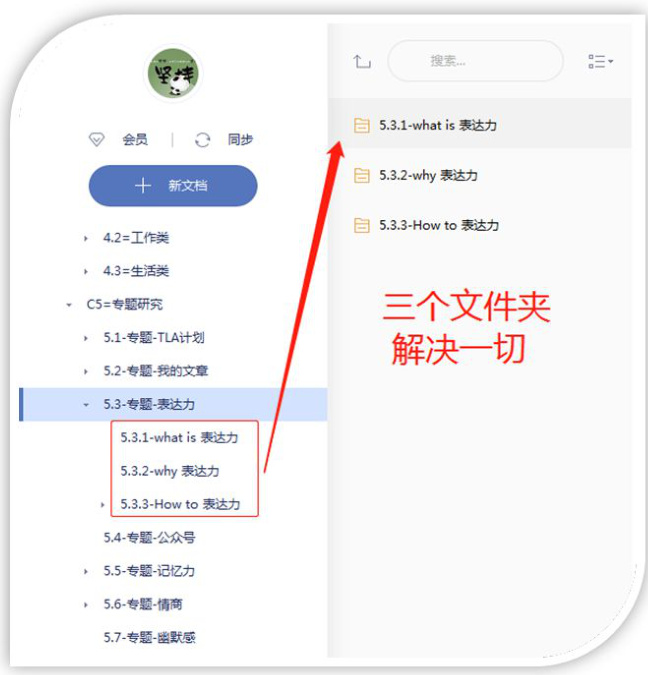 坚持
会员 | 同步
新文档
4.2=工作类
4.3=生活类
C5=专题研究
5.1-专题-TLA计划
5.2-专题-我的文章
5.3-专题-表达力
5.3.1-what is 表达力
5.3.2-why 表达力
5.3.3-How to 表达力
5.4-专题-公众号
5.5-专题-记忆力
5.6-专题-情商
5.7-专题-幽默感
搜索...
5.3.1-what is 表达力
5.3.2-why 表达力
5.3.3-How to 表达力
三个文件夹
解决一切